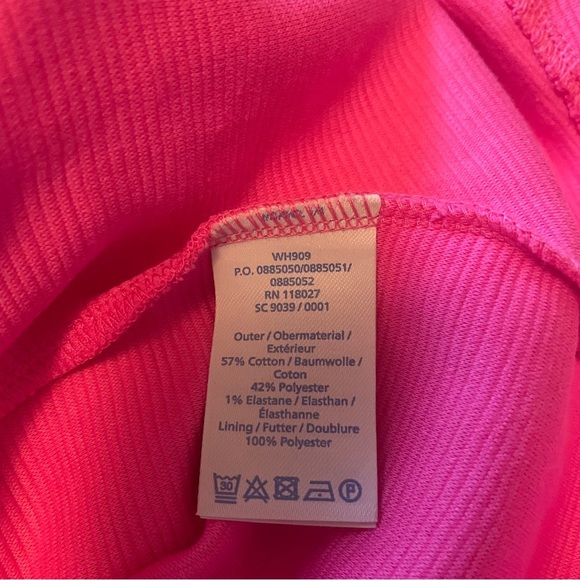 WH909
P.O. 0885050/0885051/
0885052
RN 118027
SC 9039 / 0001
Outer / Obermaterial /
Extérieur
57% Cotton / Baumwolle /
Coton
42% Polyester
1% Elastane / Elasthan /
Élasthanne
Lining / Futter / Doublure
100% Polyester
30
P